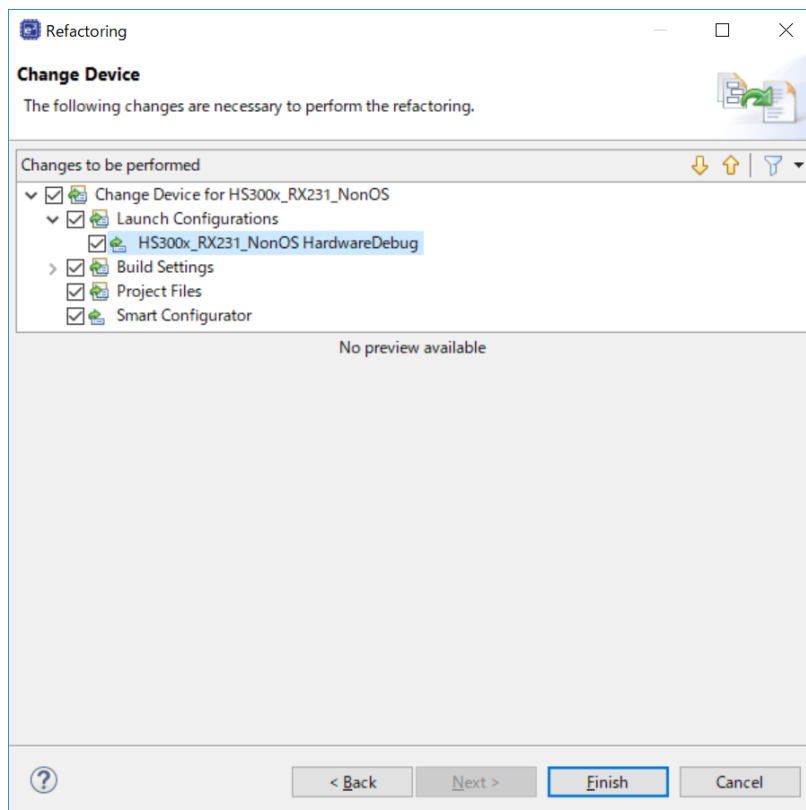 Refactoring
Change Device
The following changes are necessary to perform the refactoring.
Changes to be performed
Change Device for HS300x_RX231_NonOS
Launch Configurations
HS300x_RX231_NonOS HardwareDebug
Build Settings
Project Files
Smart Configurator
No preview available
?
< Back
Next >
Finish
Cancel